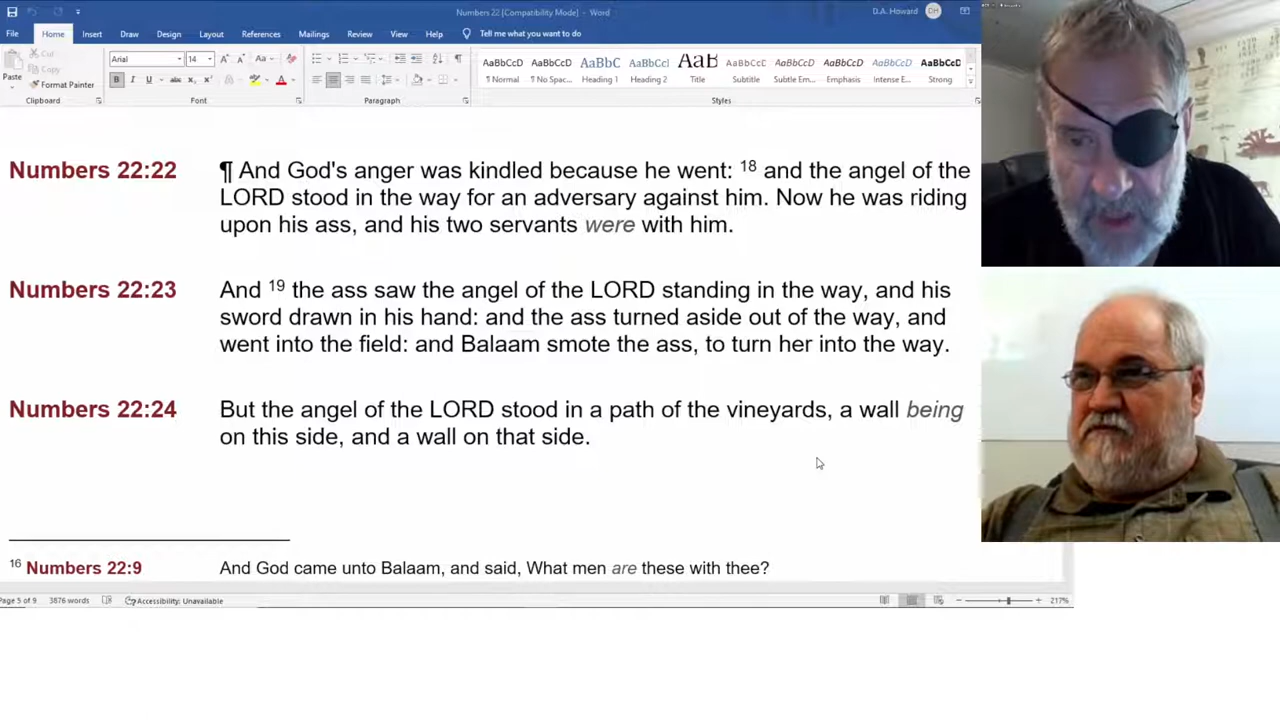 Numbers 22 [Compatibility Mode] - Word
D.A. Howard DH
File Home Insert Draw Design Layout References Mailings Review View Help Tell me what you want to do
Paste
Cut
Copy
Format Painter
Arial 14
AaBbCcD AaBbCcD AaBbC AaBbCcl AaB AaBbCcD AaBbCcD AaBbCcD AaBbCcD AaBbCcD
¶ Normal ¶ No Spac... Heading 1 Heading 2 Title Subtitle Subtle Em... Emphasis Intense E... Strong
Clipboard Font Paragraph Styles
Numbers 22:22 ¶ And God's anger was kindled because he went: 18 and the angel of the
LORD stood in the way for an adversary against him. Now he was riding
upon his ass, and his two servants were with him.
Numbers 22:23 And 19 the ass saw the angel of the LORD standing in the way, and his
sword drawn in his hand: and the ass turned aside out of the way, and
went into the field: and Balaam smote the ass, to turn her into the way.
Numbers 22:24 But the angel of the LORD stood in a path of the vineyards, a wall being
on this side, and a wall on that side.
16 Numbers 22:9 And God came unto Balaam, and said, What men are these with thee?
Page 5 of 9 3876 words Accessibility: Unavailable 217%